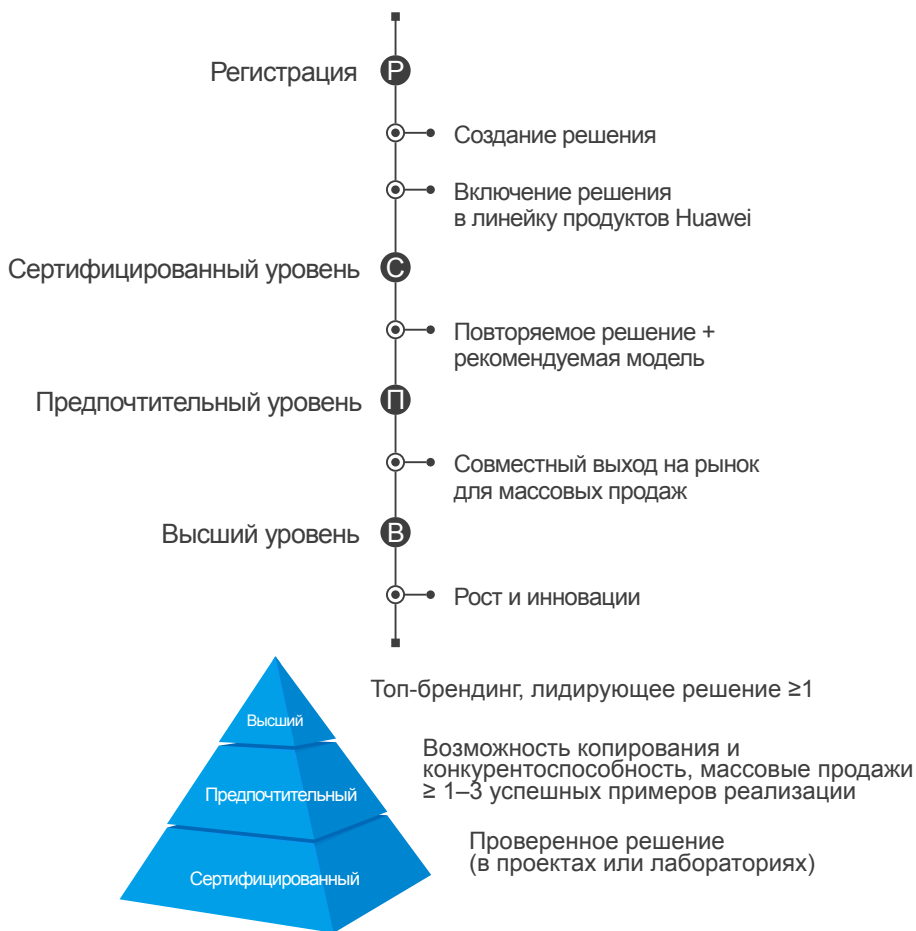 Регистрация
Р
Создание решения
Включение решения
в линейку продуктов Huawei
Сертифицированный уровень
С
Повторяемое решение +
рекомендуемая модель
Предпочтительный уровень
П
Совместный выход на рынок
для массовых продаж
Высший уровень
В
Рост и инновации
Топ-брендинг, лидирующее решение ≥1
Высший
Возможность копирования и
конкурентоспособность, массовые продажи
≥ 1–3 успешных примеров реализации
Предпочтительный
Проверенное решение
(в проектах или лабораториях)
Сертифицированный